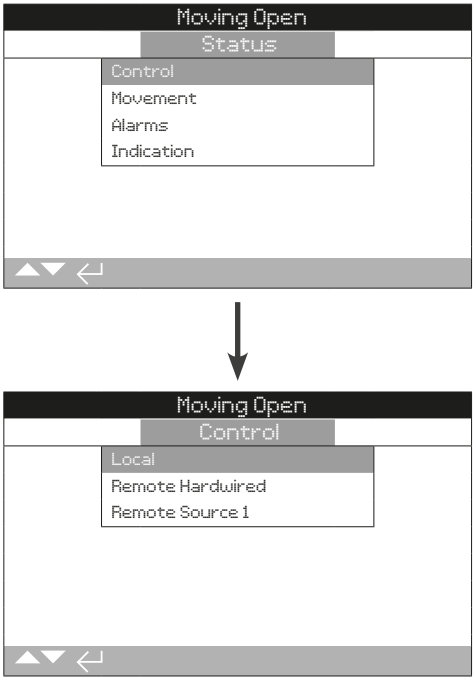 Moving Open
Status
Control
Movement
Alarms
Indication
Moving Open
Control
Local
Remote Hardwired
Remote Source 1